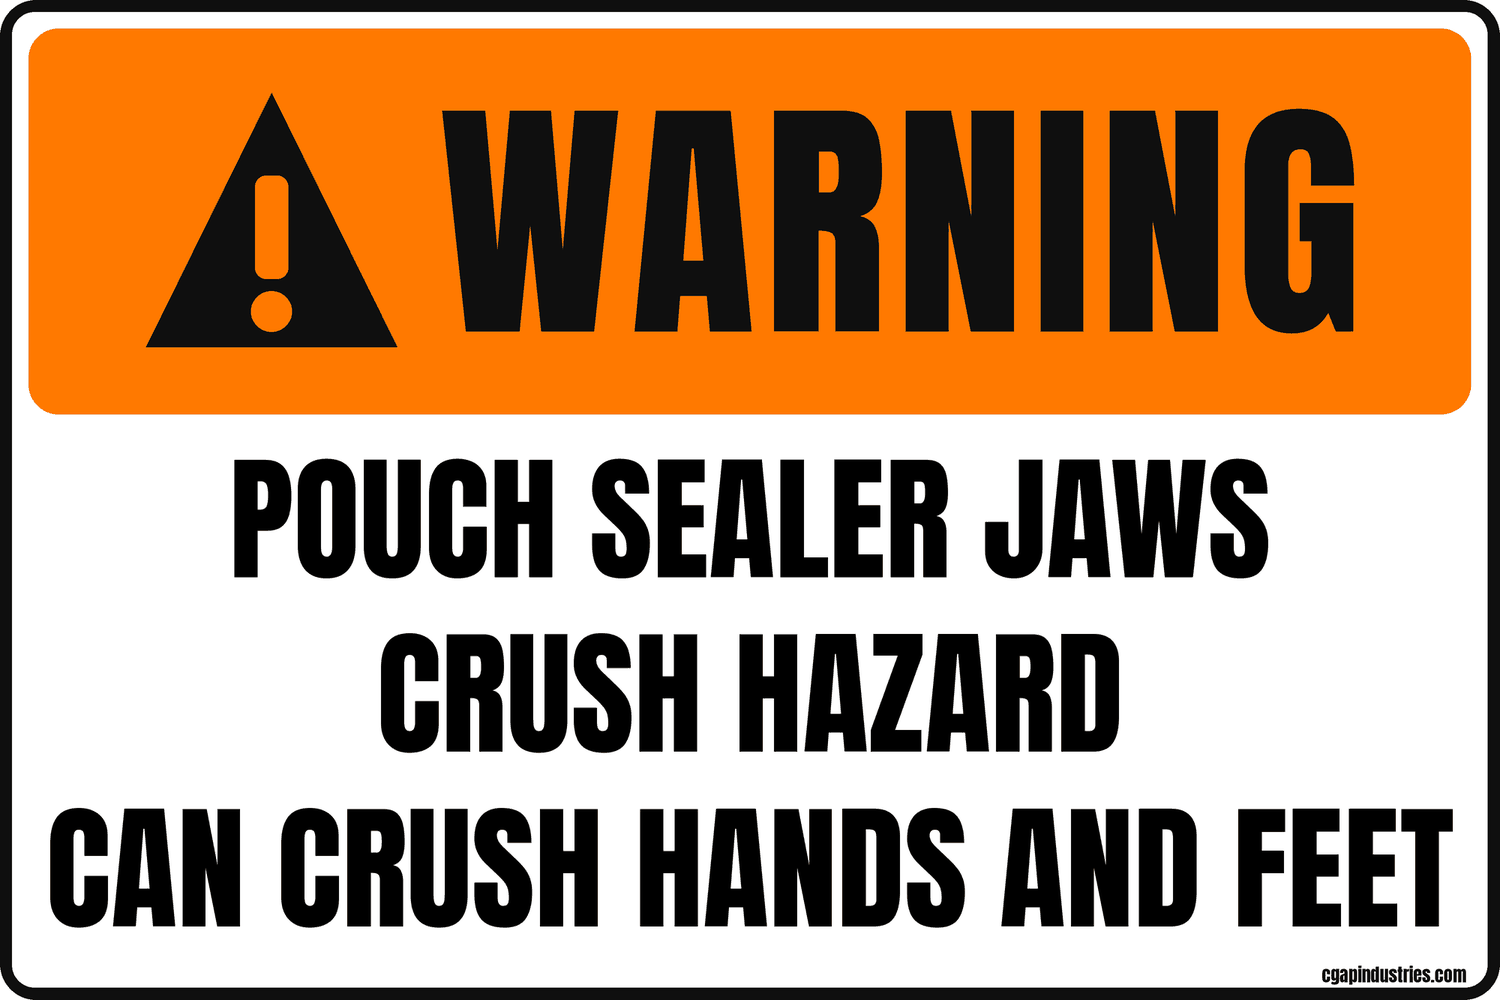 WARNING
POUCH SEALER JAWS
CRUSH HAZARD
CAN CRUSH HANDS AND FEET
cgapindustries.com